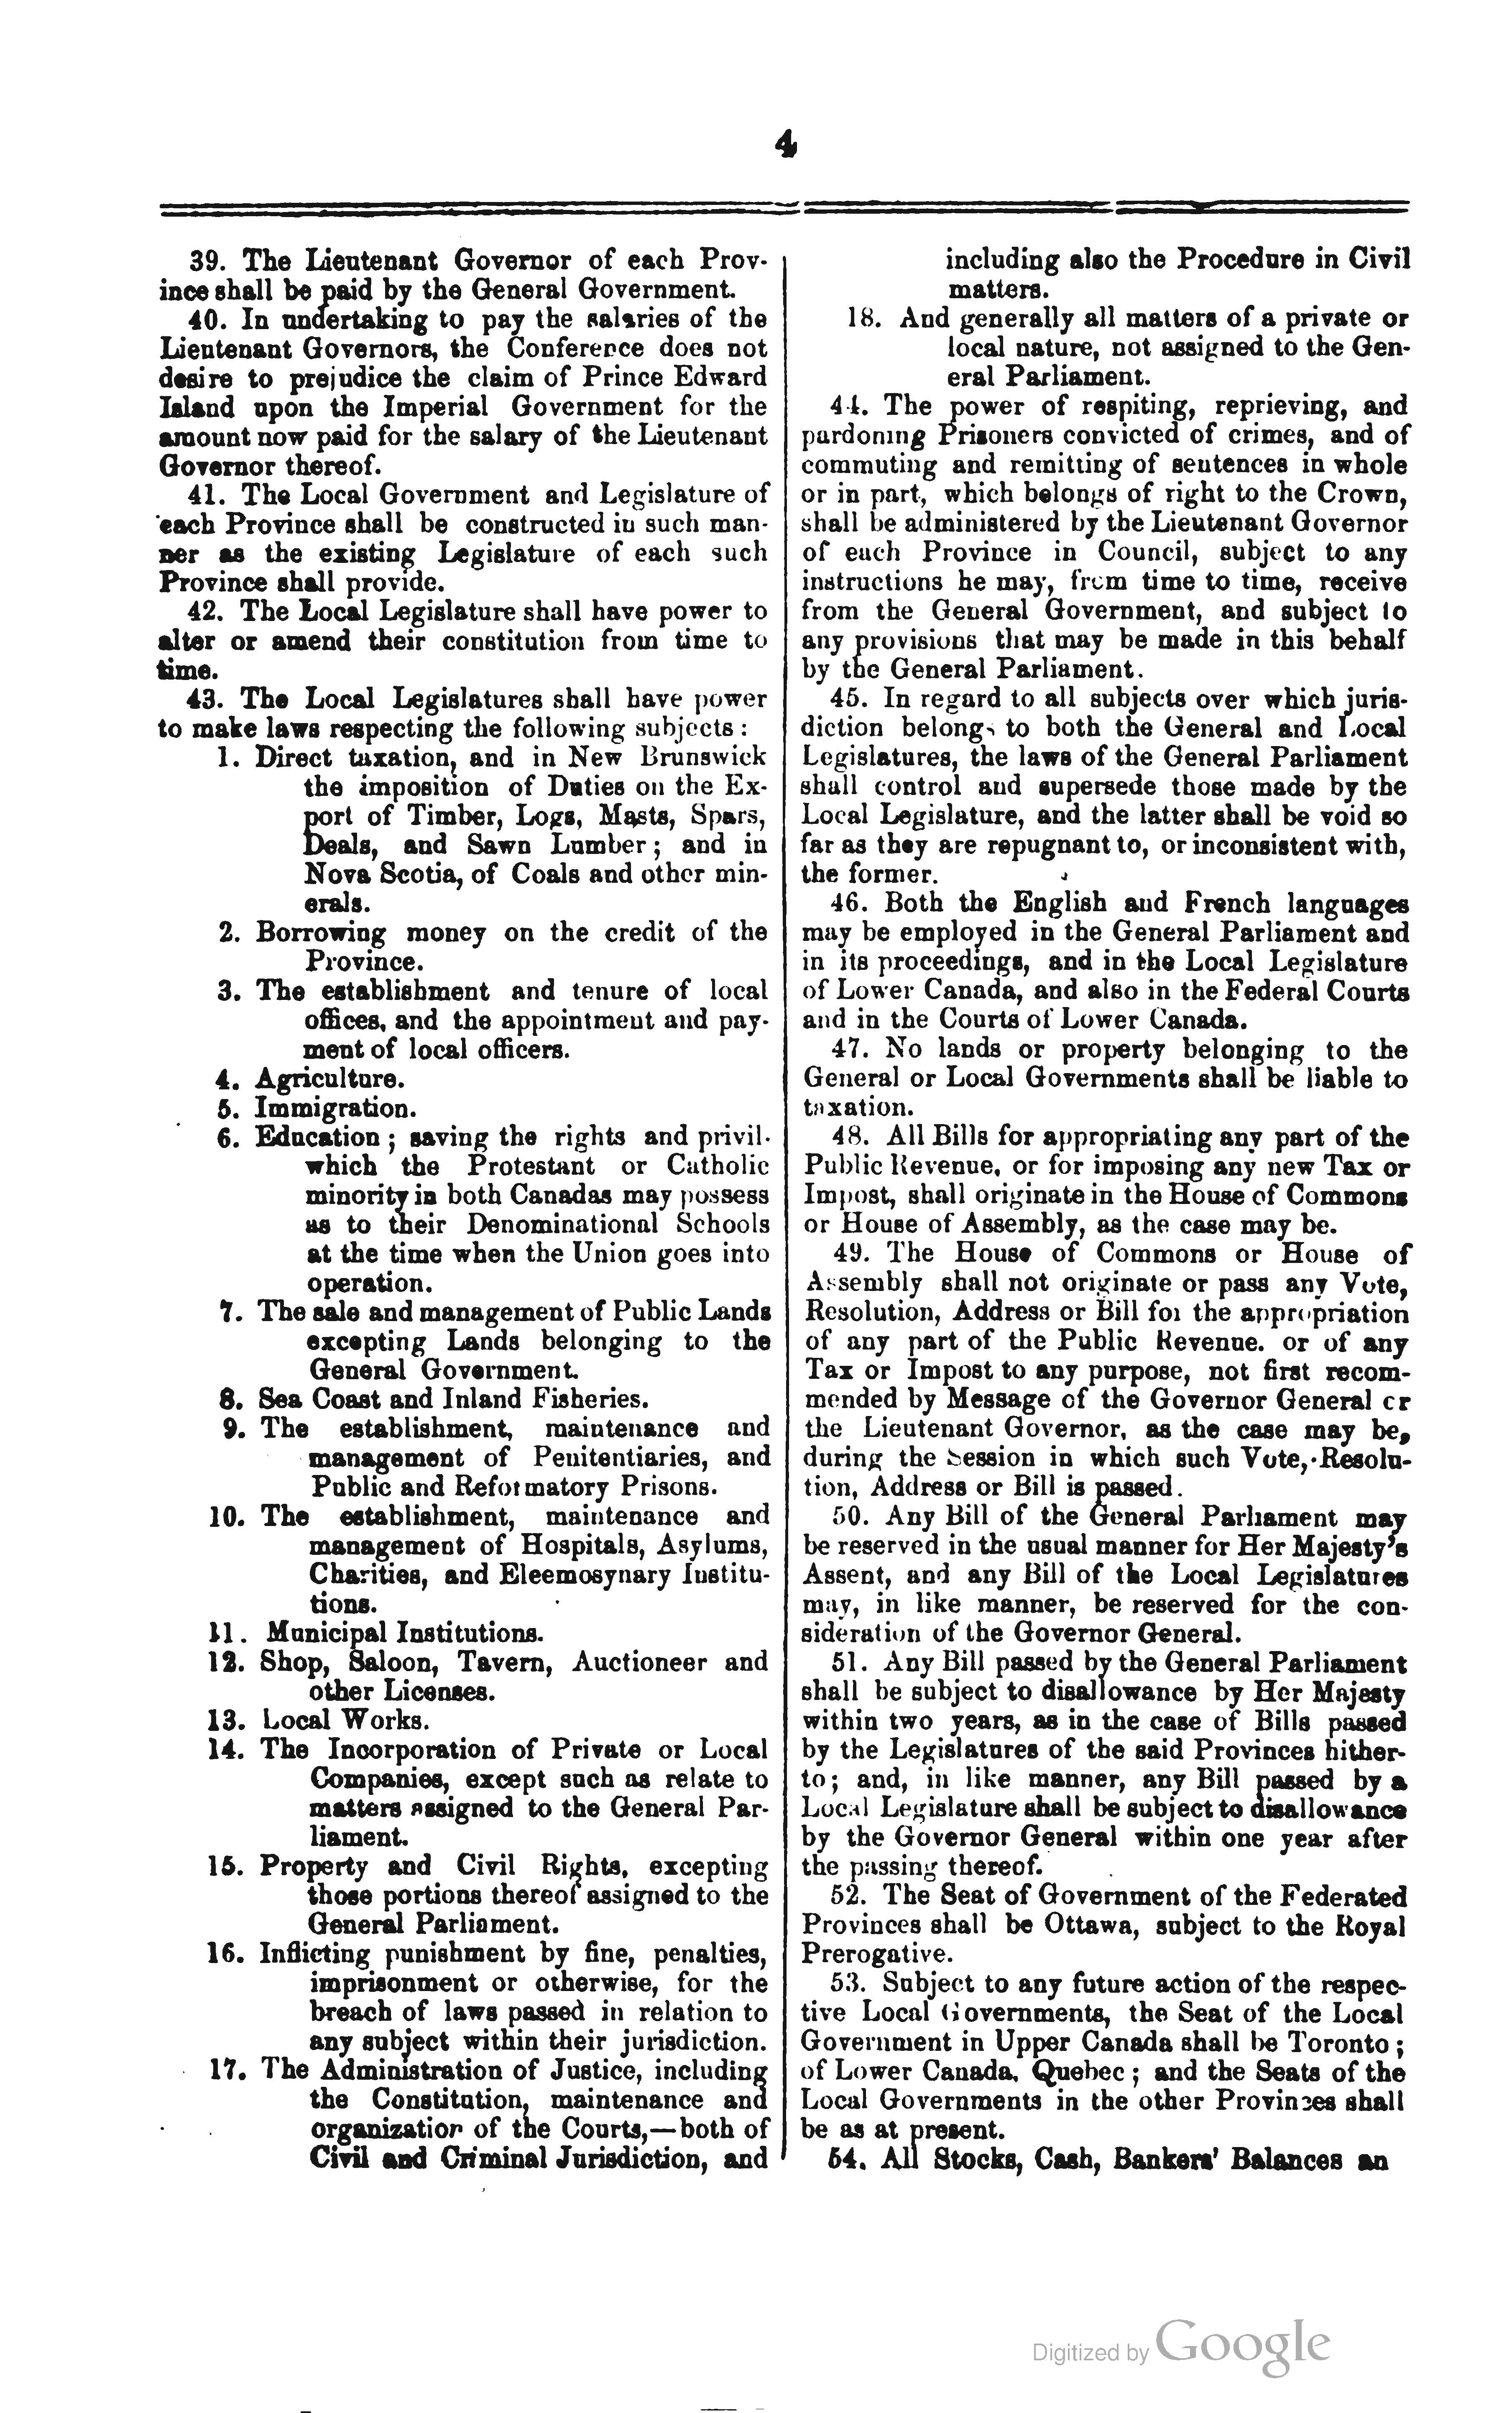 4
39. The Lieutenant Governor of each Prov-
ince shall be paid by the General Government.
40. In undertaking to pay the salaries of the
Lieutenant Governors, the Conference does not
desire to prejudice the claim of Prince Edward
Island upon the Imperial Government for the
amount now paid for the salary of the Lieutenant
Governor thereof.
41. The Local Government and Legislature of
each Province shall be constructed in such man-
ner as the existing Legislature of each such
Province shall provide.
42. The Local Legislature shall have power to
alter or amend their constitution from time to
time.
43. The Local Legislatures shall have power
to make laws respecting the following subjects:
1. Direct taxation, and in New Brunswick
the imposition of Duties on the Ex-
port of Timber, Logs, Masts, Spars,
Deals, and Sawn Lumber; and in
Nova Scotia, of Coals and other min-
erals.
2. Borrowing money on the credit of the
Province.
3. The establishment and tenure of local
offices, and the appointment and pay-
ment of local officers.
4. Agriculture.
5. Immigration.
6. Education; saving the rights and privil-
which the Protestant or Catholic
minority in both Canadas may possess
as to their Denominational Schools
at the time when the Union goes into
operation.
7. The sale and management of Public Lands
excepting Lands belonging to the
General Government.
8. Sea Coast and Inland Fisheries.
9. The establishment, maintenance and
management of Penitentiaries, and
Public and Reformatory Prisons.
10. The establishment, maintenance and
management of Hospitals, Asylums,
Charities, and Eleemosynary Institu-
tions.
11. Municipal Institutions.
12. Shop, Saloon, Tavern, Auctioneer and
other Licenses.
13. Local Works.
14. The Incorporation of Private or Local
Companies, except such as relate to
matters assigned to the General Par-
liament.
15. Property and Civil Rights, excepting
those portions thereof assigned to the
General Parliament.
16. Inflicting punishment by fine, penalties,
imprisonment or otherwise, for the
breach of laws passed in relation to
any subject within their jurisdiction.
17. The Administration of Justice, including
the Constitution, maintenance and
organization of the Courts,—both of
Civil and Criminal Jurisdiction, and
including also the Procedure in Civil
matters.
18. And generally all matters of a private or
local nature, not assigned to the Gen-
eral Parliament.
44. The power of respiting, reprieving, and
pardoning Prisoners convicted of crimes, and of
commuting and remitting of sentences in whole
or in part, which belongs of right to the Crown,
shall be administered by the Lieutenant Governor
of each Province in Council, subject to any
instructions he may, from time to time, receive
from the General Government, and subject to
any provisions that may be made in this behalf
by the General Parliament.
45. In regard to all subjects over which juris-
diction belongs to both the General and Local
Legislatures, the laws of the General Parliament
shall control and supersede those made by the
Local Legislature, and the latter shall be void so
far as they are repugnant to, or inconsistent with,
the former.
46. Both the English and French languages
may be employed in the General Parliament and
in its proceedings, and in the Local Legislature
of Lower Canada, and also in the Federal Courts
and in the Courts of Lower Canada.
47. No lands or property belonging to the
General or Local Governments shall be liable to
taxation.
48. All Bills for appropriating any part of the
Public Revenue, or for imposing any new Tax or
Impost, shall originate in the House of Commons
or House of Assembly, as the case may be.
49. The House of Commons or House of
Assembly shall not originate or pass any Vote,
Resolution, Address or Bill for the appropriation
of any part of the Public Revenue. or of any
Tax or Impost to any purpose, not first recom-
mended by Message of the Governor General or
the Lieutenant Governor, as the case may be,
during the Session in which such Vote, Resolu-
tion, Address or Bill is passed.
50. Any Bill of the General Parliament may
be reserved in the usual manner for Her Majesty's
Assent, and any Bill of the Local Legislatures
may, in like manner, be reserved for the con-
sideration of the Governor General.
51. Any Bill passed by the General Parliament
shall be subject to disallowance by Her Majesty
within two years, as in the case of Bills passed
by the Legislatures of the said Provinces hither-
to; and, in like manner, any Bill passed by a
Local Legislature shall be subject to disallowance
by the Governor General within one year after
the passing thereof.
52. The Seat of Government of the Federated
Provinces shall be Ottawa, subject to the Royal
Prerogative.
53. Subject to any future action of the respec-
tive Local Governments, the Seat of the Local
Government in Upper Canada shall be Toronto;
of Lower Canada, Quebec; and the Seats of the
Local Governments in the other Provinces shall
be as at present.
54. All Stocks, Cash, Bankers' Balances an
Digitized by Google